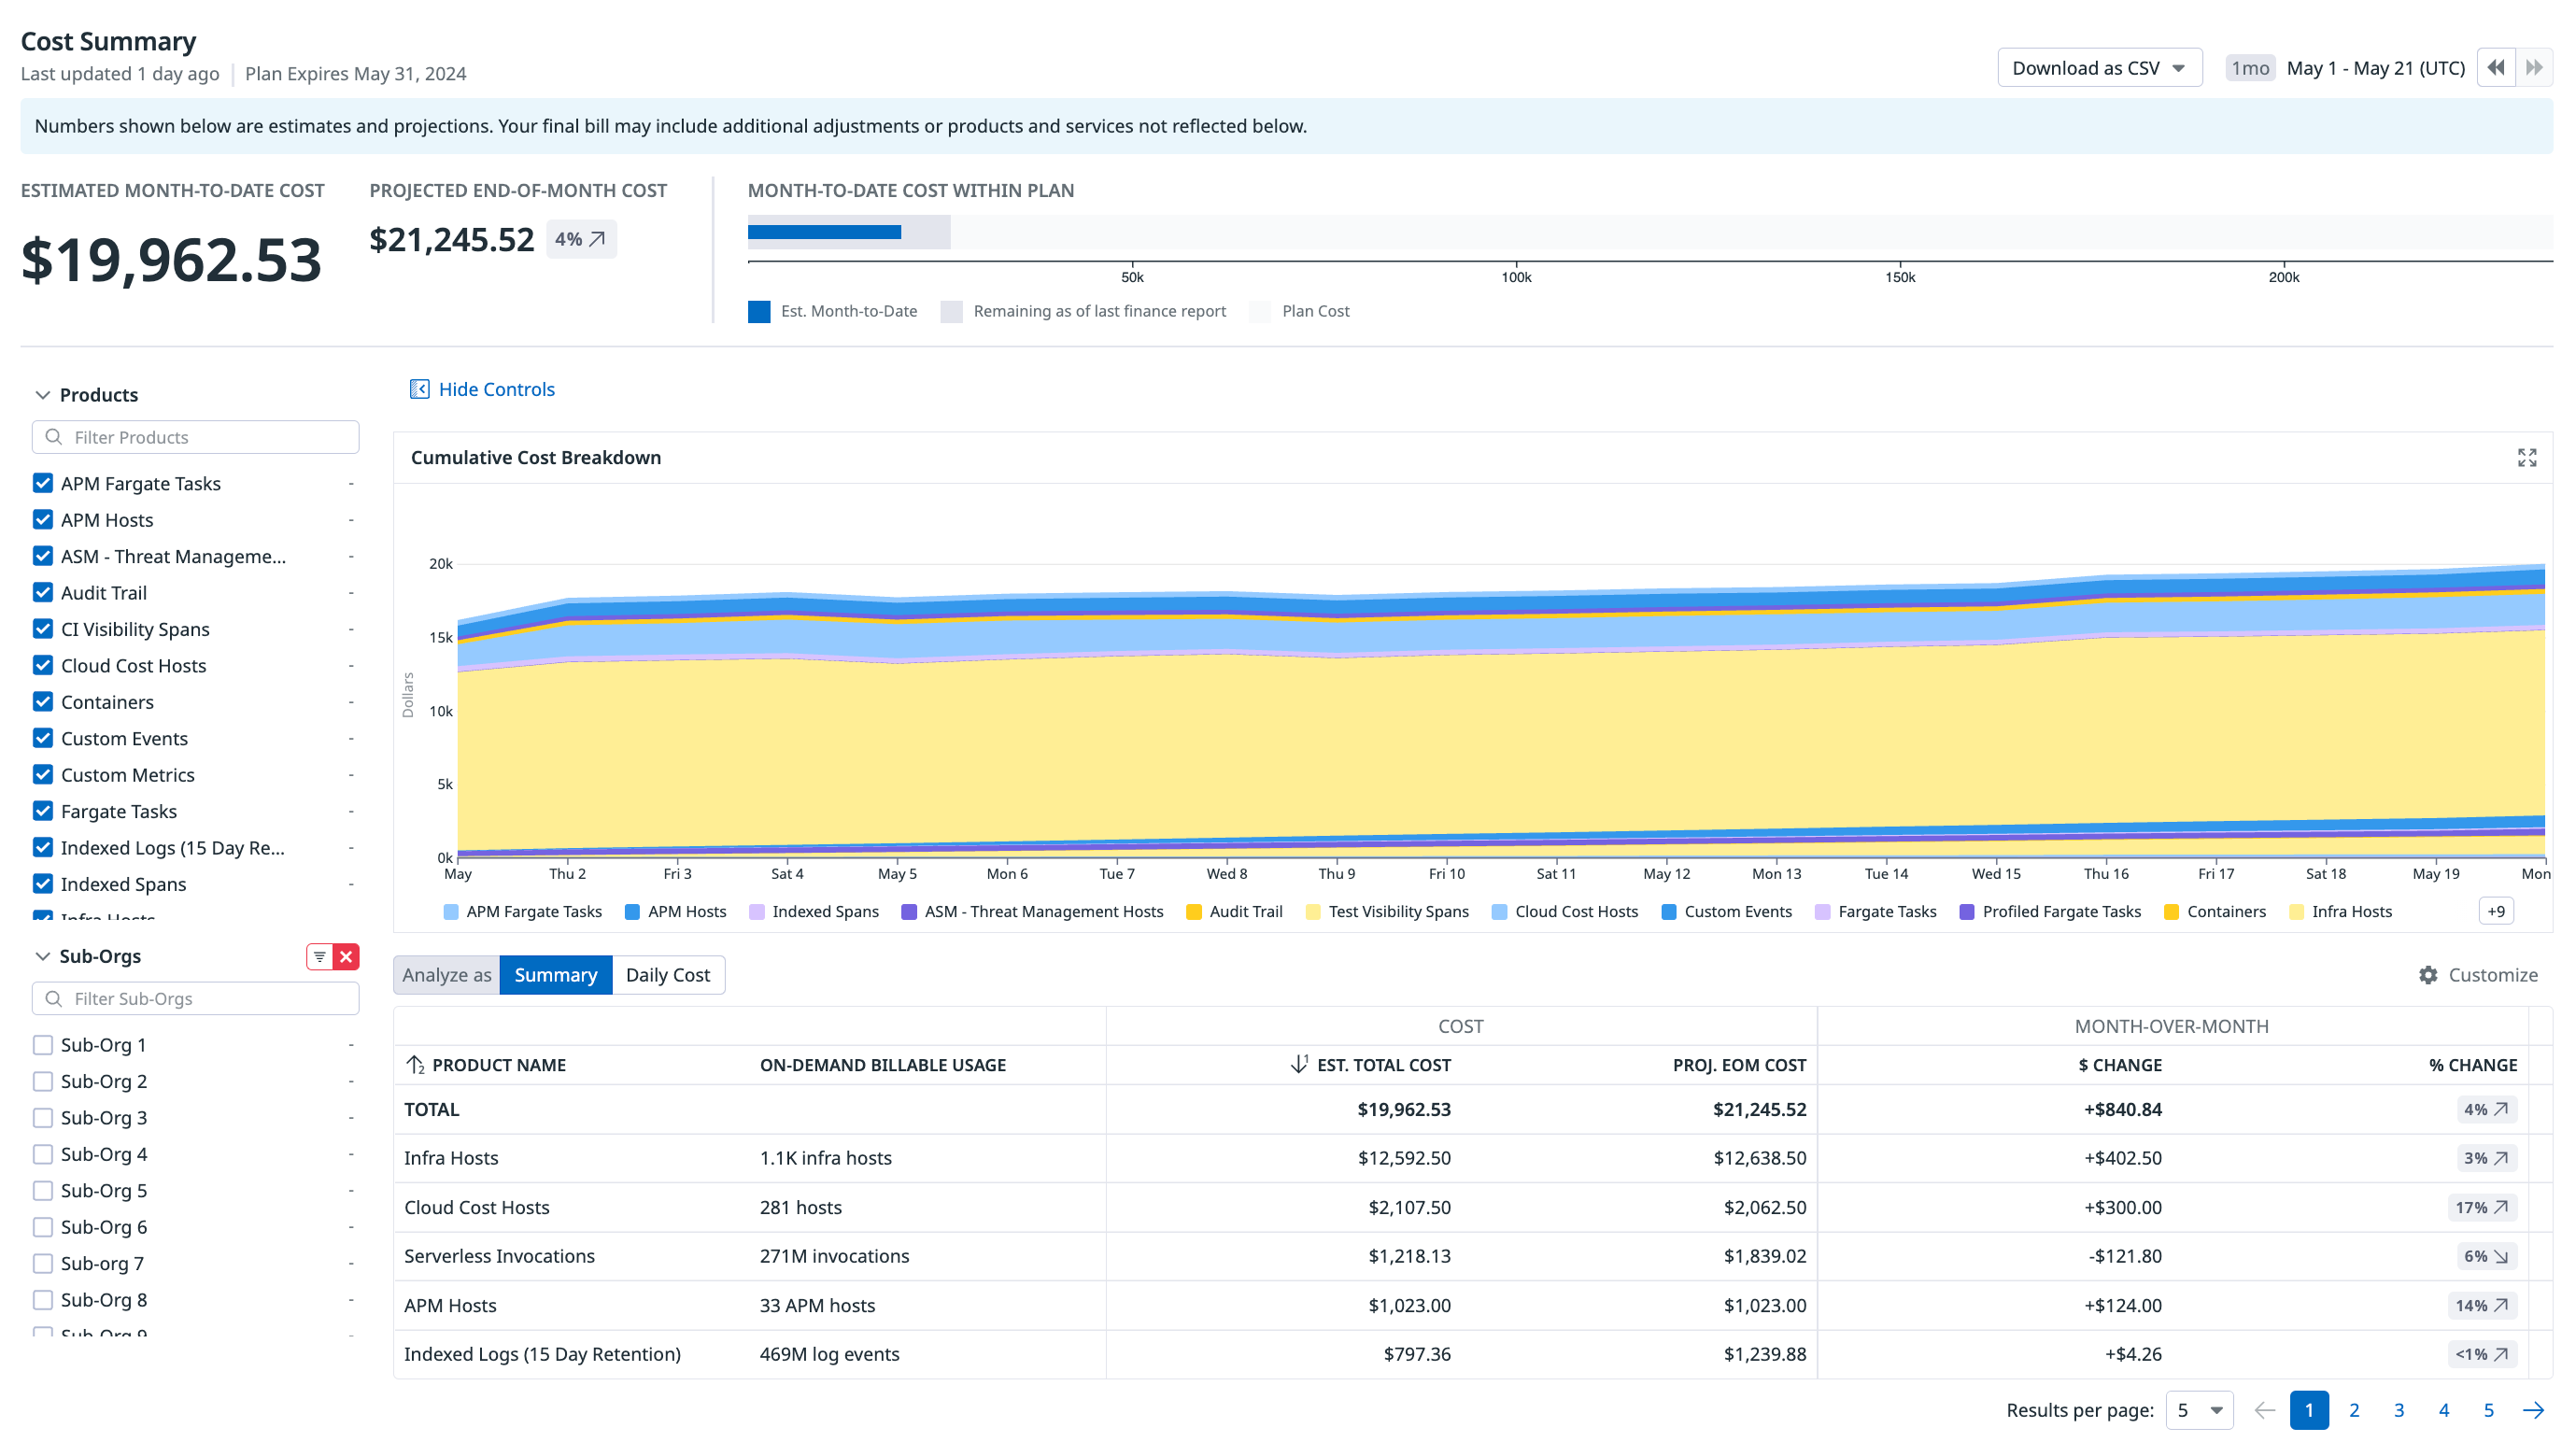 Cost Summary
Last updated 1 day ago | Plan Expires May 31, 2024
Download as CSV
1mo May 1 - May 21 (UTC)
Numbers shown below are estimates and projections. Your final bill may include additional adjustments or products and services not reflected below.
ESTIMATED MONTH-TO-DATE COST
$19,962.53
PROJECTED END-OF-MONTH COST
$21,245.52 4%
MONTH-TO-DATE COST WITHIN PLAN
50k 100k 150k 200k
Est. Month-to-Date Remaining as of last finance report Plan Cost
Products
Filter Products
APM Fargate Tasks -
APM Hosts -
ASM - Threat Manageme... -
Audit Trail -
CI Visibility Spans -
Cloud Cost Hosts -
Containers -
Custom Events -
Custom Metrics -
Fargate Tasks -
Indexed Logs (15 Day Re... -
Indexed Spans -
Infra Hosts
Sub-Orgs
Filter Sub-Orgs
Sub-Org 1 -
Sub-Org 2 -
Sub-Org 3 -
Sub-Org 4 -
Sub-Org 5 -
Sub-Org 6 -
Sub-org 7 -
Sub-Org 8 -
Sub-Org 9 -
Hide Controls
Cumulative Cost Breakdown
Dollars
20k
15k
10k
5k
0k
May Thu 2 Fri 3 Sat 4 May 5 Mon 6 Tue 7 Wed 8 Thu 9 Fri 10 Sat 11 May 12 Mon 13 Tue 14 Wed 15 Thu 16 Fri 17 Sat 18 May 19 Mon
APM Fargate Tasks APM Hosts Indexed Spans ASM - Threat Management Hosts Audit Trail Test Visibility Spans Cloud Cost Hosts Custom Events Fargate Tasks Profiled Fargate Tasks Containers Infra Hosts +9
Analyze as Summary Daily Cost
Customize
COST MONTH-OVER-MONTH
2 PRODUCT NAME ON-DEMAND BILLABLE USAGE 1 EST. TOTAL COST PROJ. EOM COST $ CHANGE % CHANGE
TOTAL $19,962.53 $21,245.52 +$840.84 4%
Infra Hosts 1.1K infra hosts $12,592.50 $12,638.50 +$402.50 3%
Cloud Cost Hosts 281 hosts $2,107.50 $2,062.50 +$300.00 17%
Serverless Invocations 271M invocations $1,218.13 $1,839.02 -$121.80 6%
APM Hosts 33 APM hosts $1,023.00 $1,023.00 +$124.00 14%
Indexed Logs (15 Day Retention) 469M log events $797.36 $1,239.88 +$4.26 <1%
Results per page: 5 1 2 3 4 5